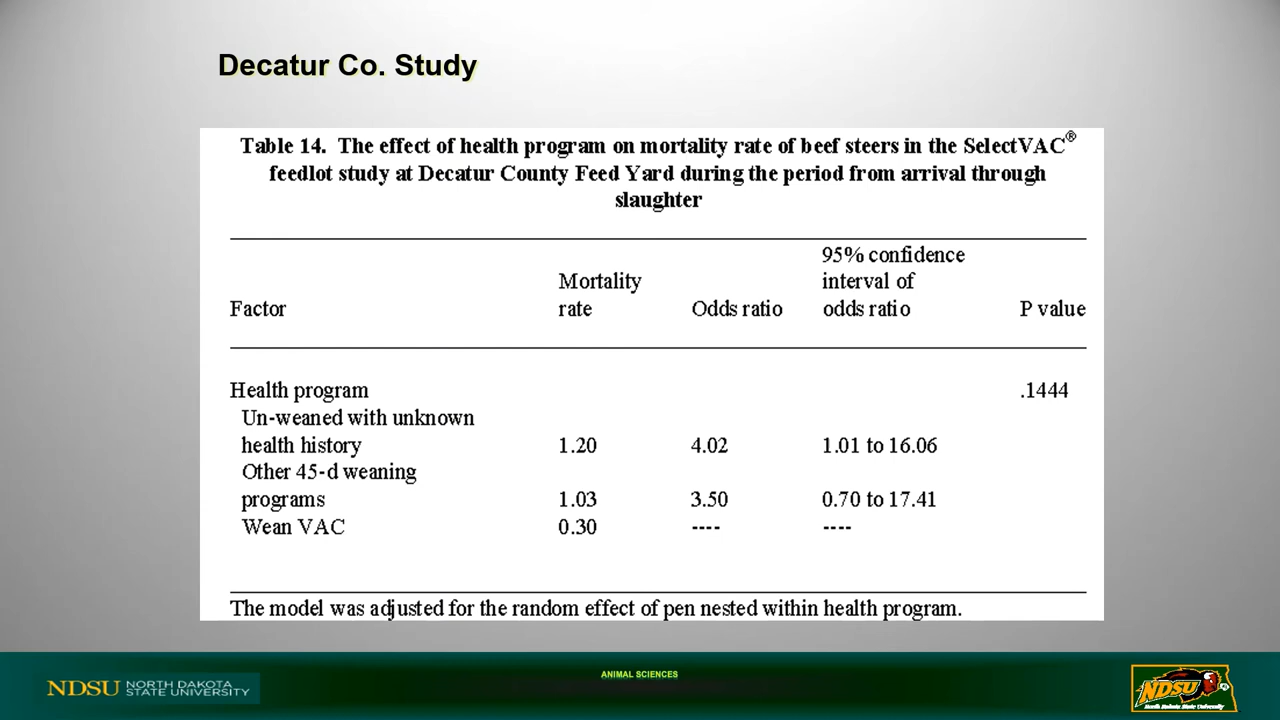 Decatur Co. Study
Table 14. The effect of health program on mortality rate of beef steers in the SelectVAC®
feedlot study at Decatur County Feed Yard during the period from arrival through
slaughter
95% confidence
Mortality interval of
Factor rate Odds ratio odds ratio P value
Health program .1444
Un-weaned with unknown
health history 1.20 4.02 1.01 to 16.06
Other 45-d weaning
programs 1.03 3.50 0.70 to 17.41
Wean VAC 0.30 ---- ----
The model was adjusted for the random effect of pen nested within health program.
ANIMAL SCIENCES
NDSU NORTH DAKOTA
STATE UNIVERSITY
NDSU ®
North Dakota State University